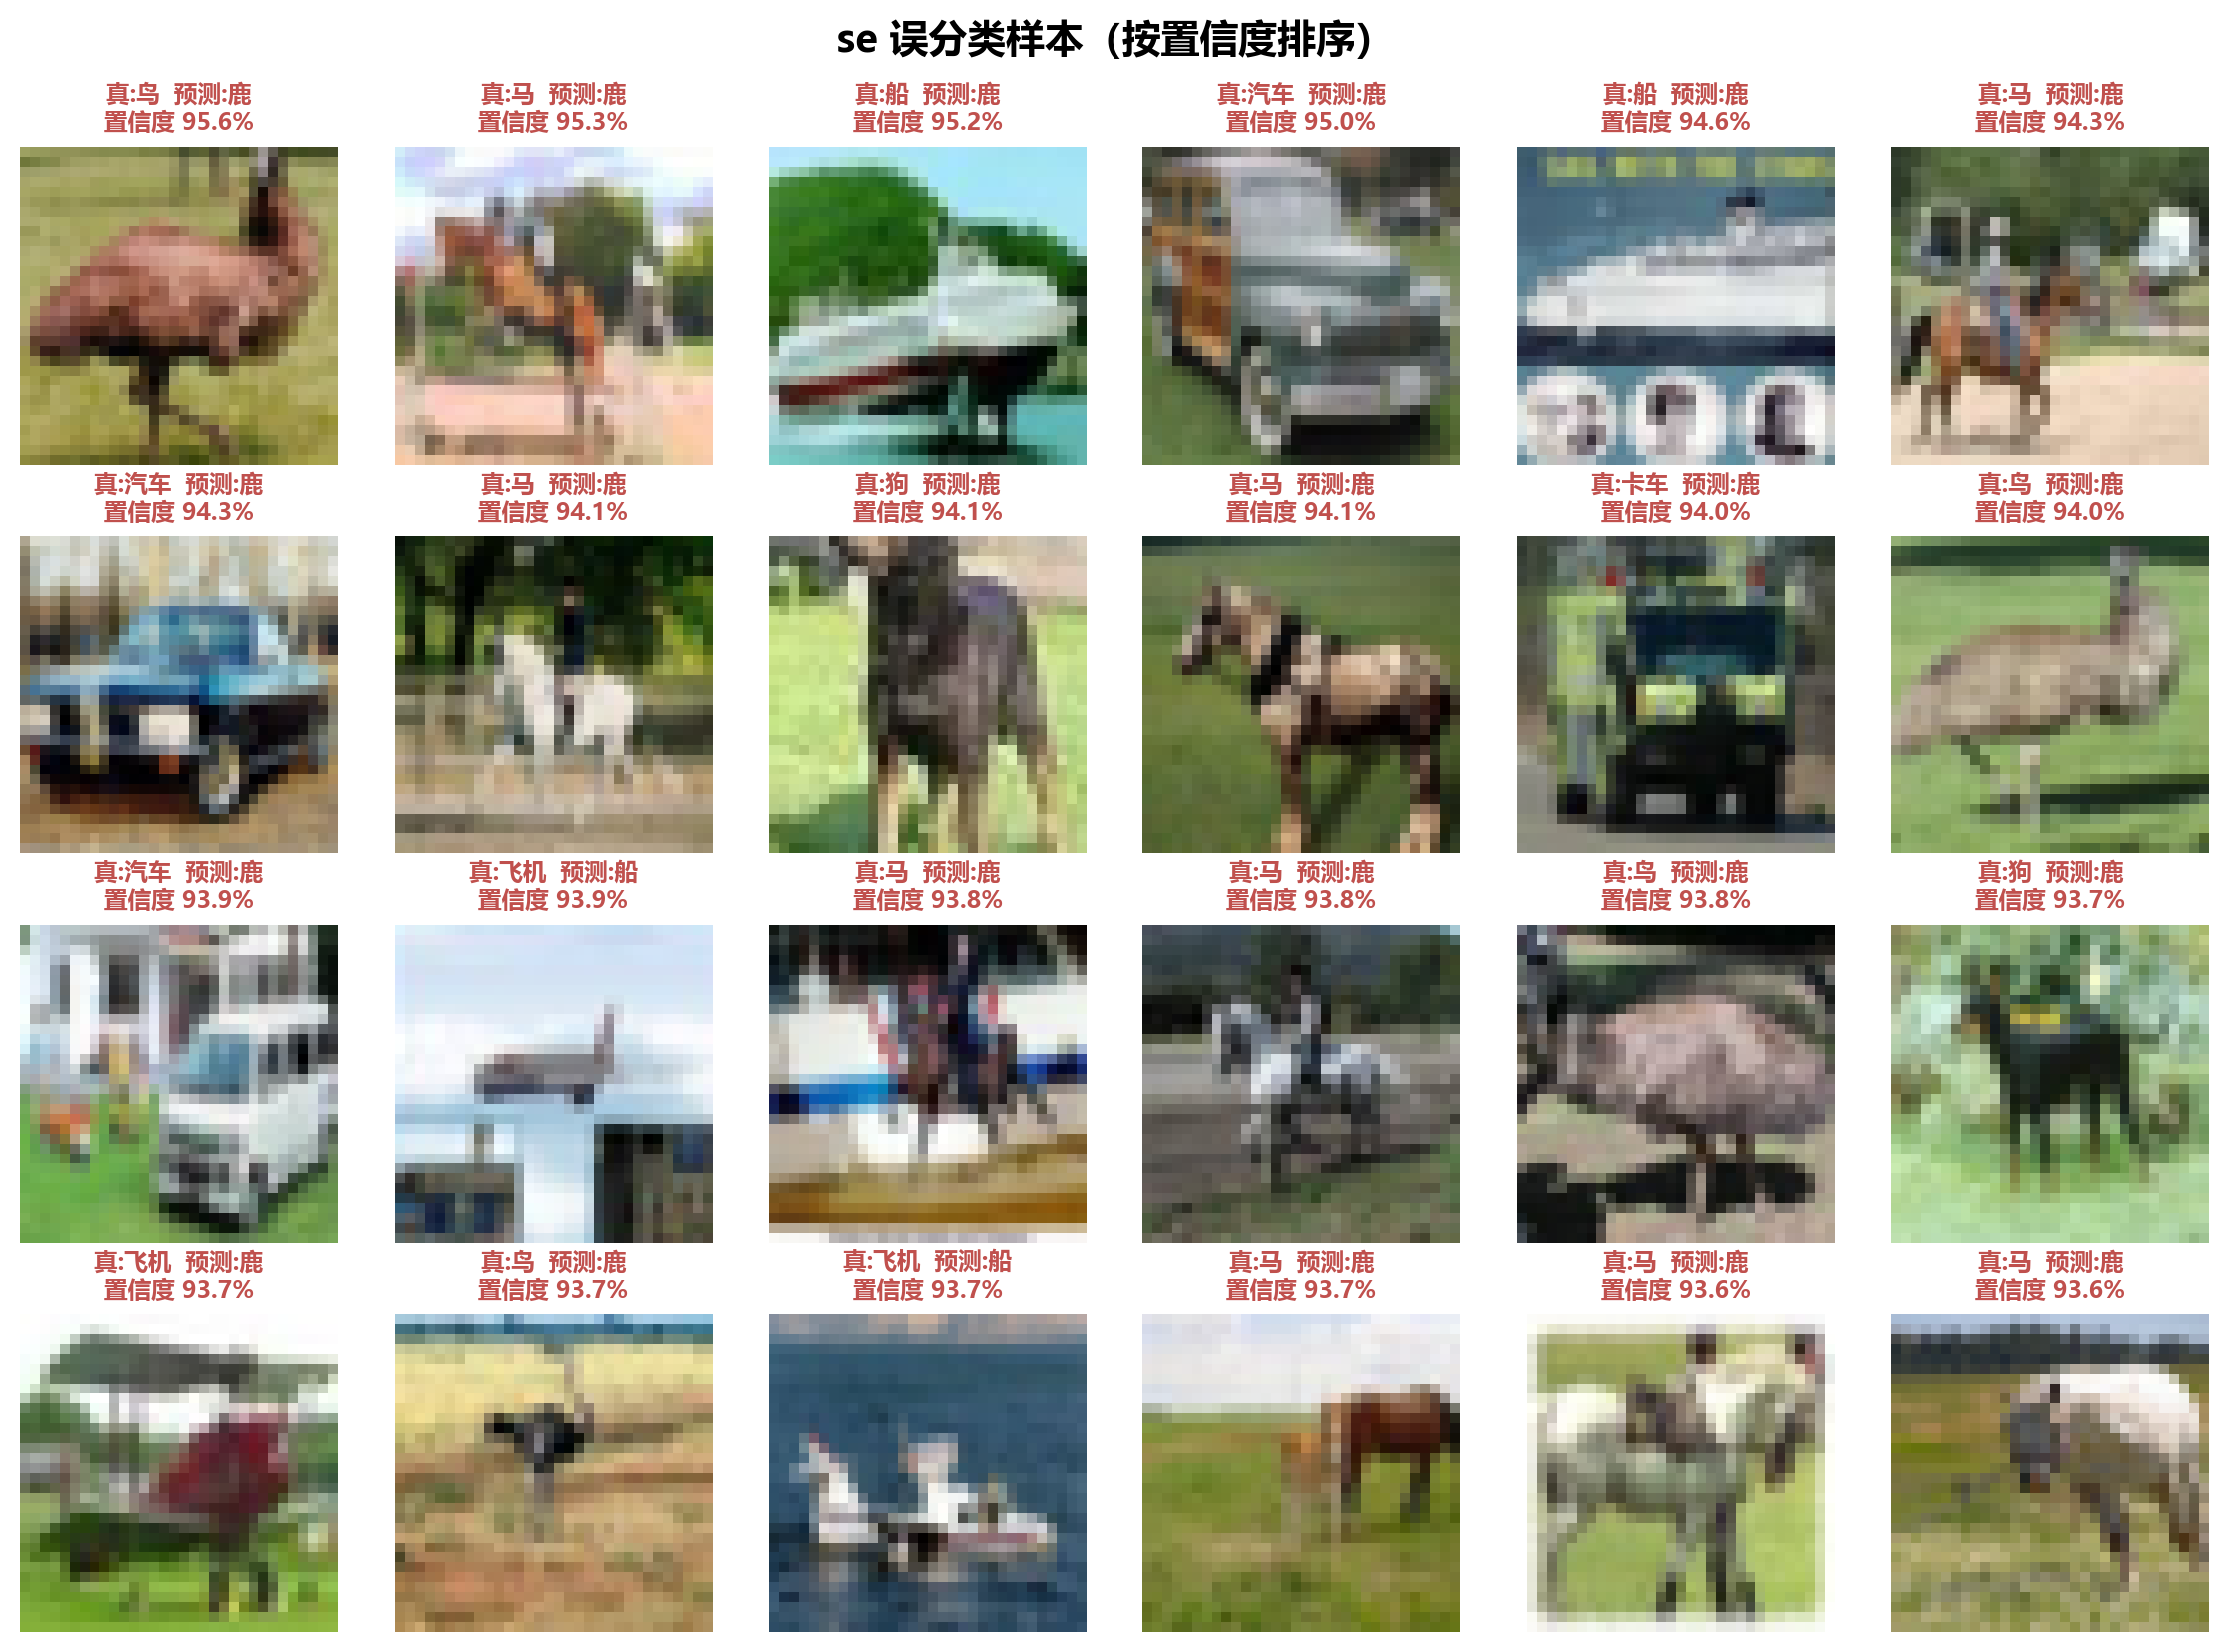 se 误分类样本（按置信度排序）
真:鸟 预测:鹿
置信度 95.6%
真:马 预测:鹿
置信度 95.3%
真:船 预测:鹿
置信度 95.2%
真:汽车 预测:鹿
置信度 95.0%
真:船 预测:鹿
置信度 94.6%
真:马 预测:鹿
置信度 94.3%
真:汽车 预测:鹿
置信度 94.3%
真:马 预测:鹿
置信度 94.1%
真:狗 预测:鹿
置信度 94.1%
真:马 预测:鹿
置信度 94.1%
真:卡车 预测:鹿
置信度 94.0%
真:鸟 预测:鹿
置信度 94.0%
真:汽车 预测:鹿
置信度 93.9%
真:飞机 预测:船
置信度 93.9%
真:马 预测:鹿
置信度 93.8%
真:马 预测:鹿
置信度 93.8%
真:鸟 预测:鹿
置信度 93.8%
真:狗 预测:鹿
置信度 93.7%
真:飞机 预测:鹿
置信度 93.7%
真:鸟 预测:鹿
置信度 93.7%
真:飞机 预测:船
置信度 93.7%
真:马 预测:鹿
置信度 93.7%
真:马 预测:鹿
置信度 93.6%
真:马 预测:鹿
置信度 93.6%